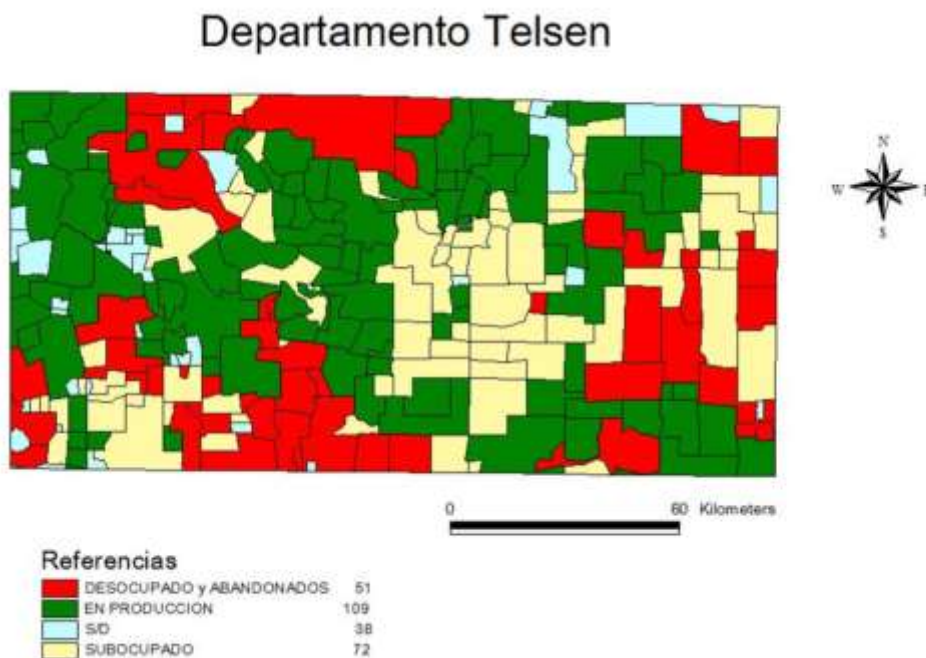 Departamento Telsen
N
W E
S
0 60 Kilometers
Referencias
DESOCUPADO y ABANDONADOS 51
EN PRODUCCION 109
S/D 38
SUBOCUPADO 72